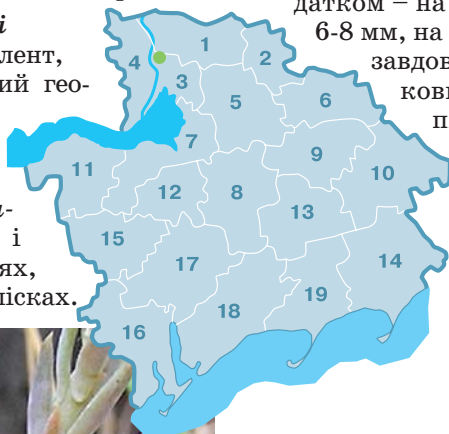 і
лент,
ий гео-
і
ях,
пісках.
датком – на
6-8 мм, на
завдов
ков
1
2
4
3
5
6
7
9
11
10
12
8
13
15
17
14
19
18
16